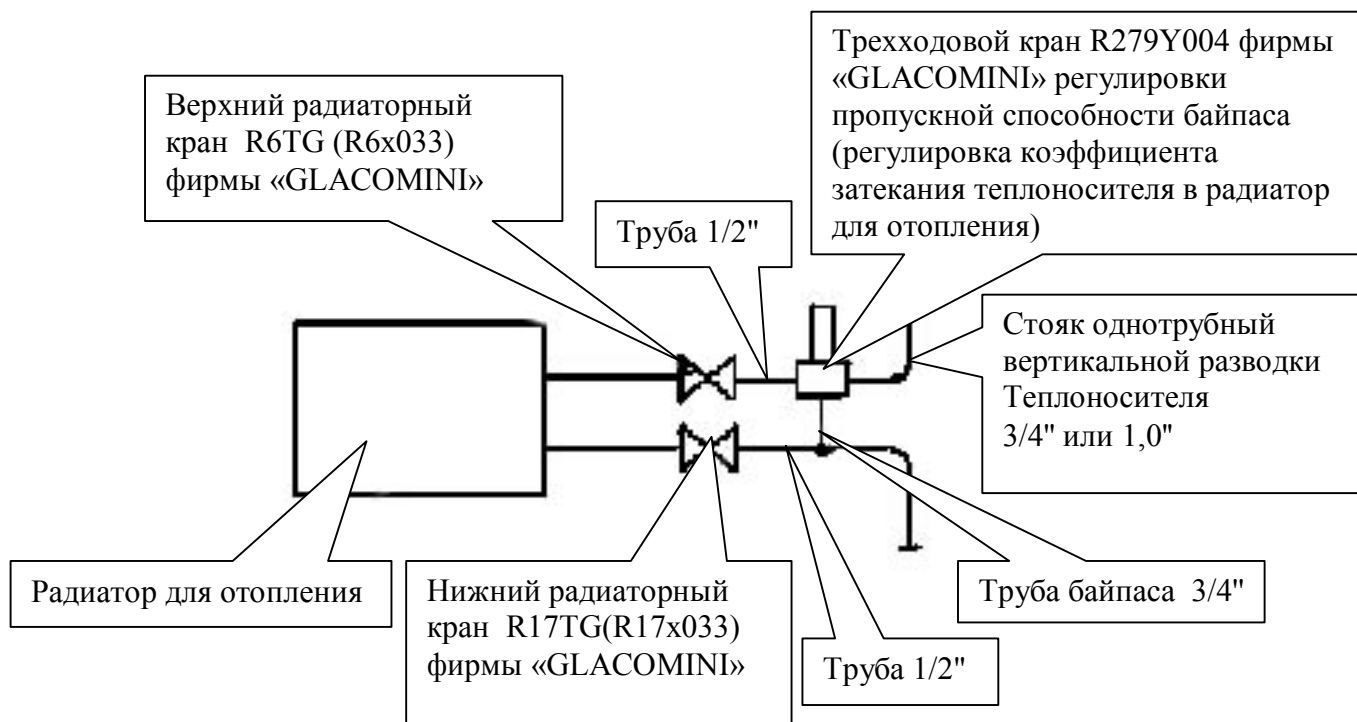 Трехходовой кран R279Y004 фирмы
«GLACOMINI» регулировки
пропускной способности байпаса
(регулировка коэффициента
затекания теплоносителя в радиатор
для отопления)
Верхний радиаторный
кран R6TG (R6x033)
фирмы «GLACOMINI»
Труба 1/2"
Стояк однотрубный
вертикальной разводки
Теплоносителя
3/4" или 1,0"
Радиатор для отопления
Нижний радиаторный
кран R17TG(R17x033)
фирмы «GLACOMINI»
Труба байпаса 3/4"
Труба 1/2"